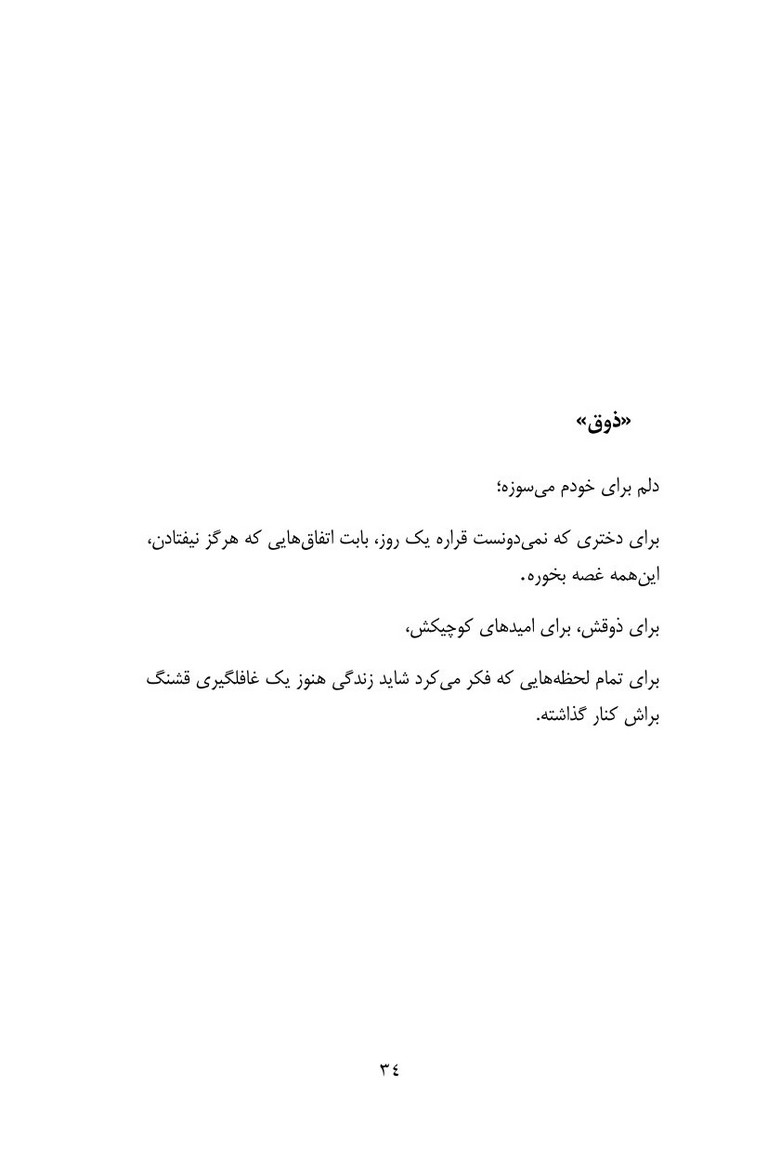 «ذوق»
دلم برای خودم می‌سوزه؛
برای دختری که نمی‌دونست قراره یک روز، بابت اتفاق‌هایی که هرگز نیفتادن،
این‌همه غصه بخوره.
برای ذوقش، برای امیدهای کوچیکش،
برای تمام لحظه‌هایی که فکر می‌کرد شاید زندگی هنوز یک غافلگیری قشنگ
براش کنار گذاشته.
٣٤